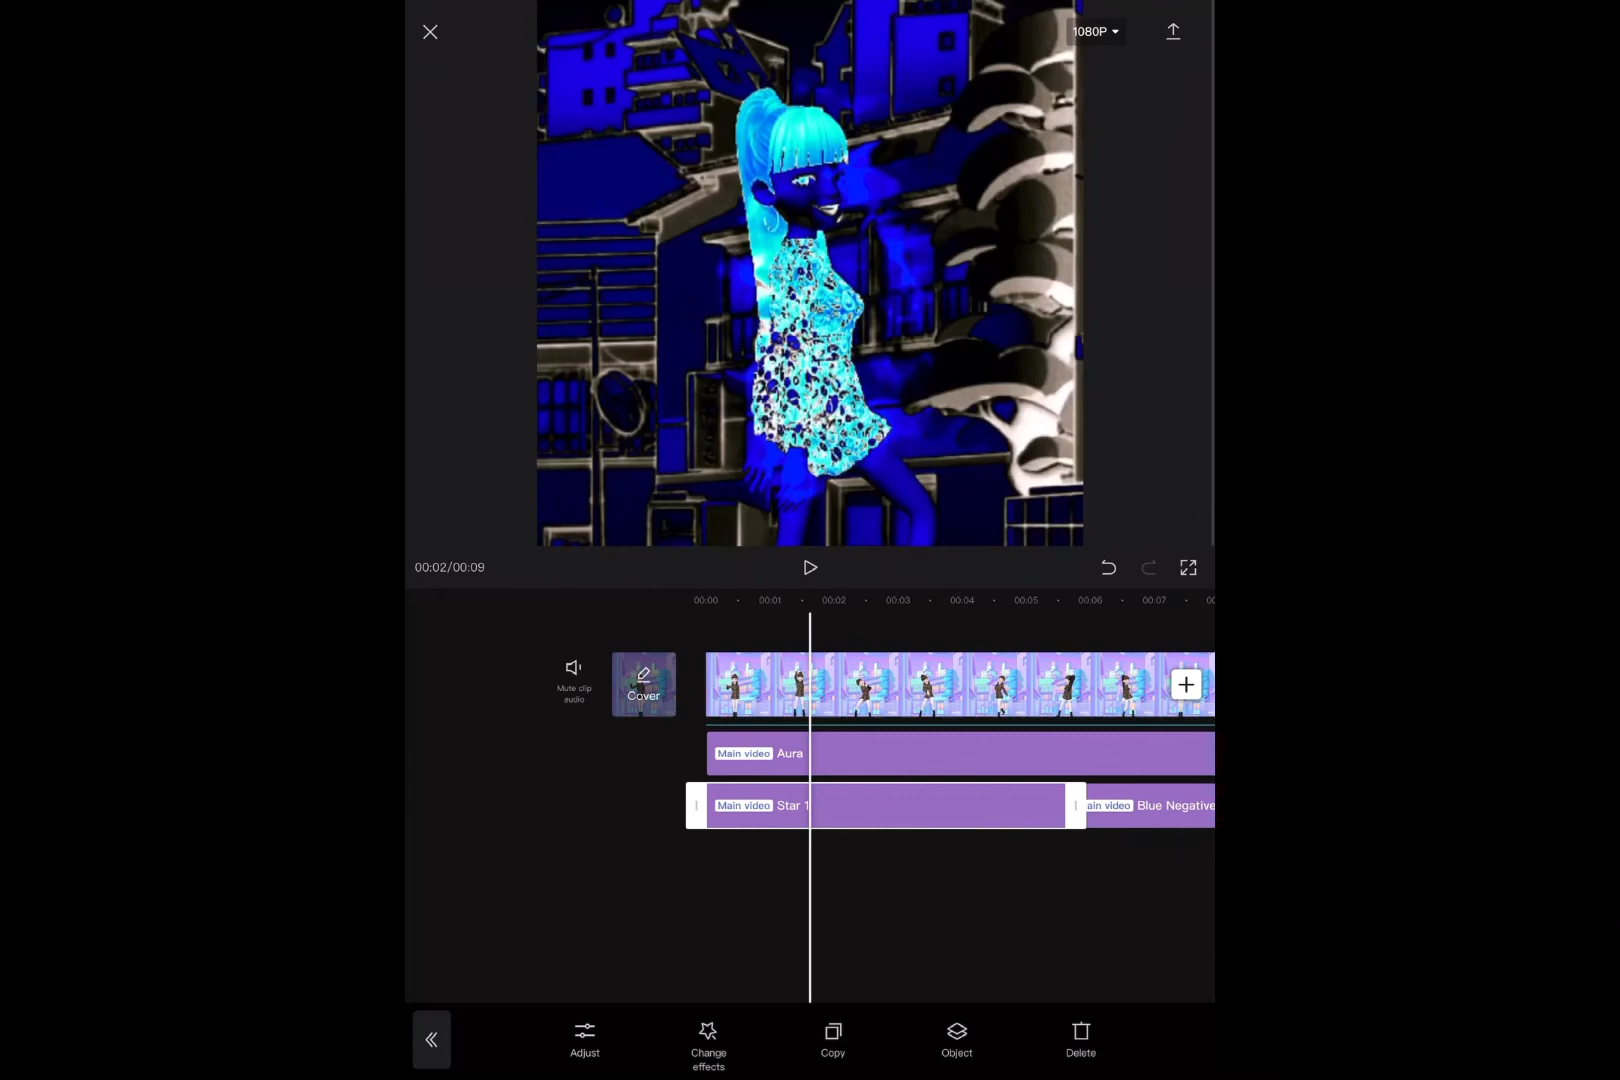 1080P
00:02/00:09
00:00
00:01
00:02
00:03
00:04
00:05
00:06
00:07
Mute clip
audio
Cover
Main video Aura
Main video Star 1
ain video Blue Negative
Adjust
Change
effects
Copy
Object
Delete